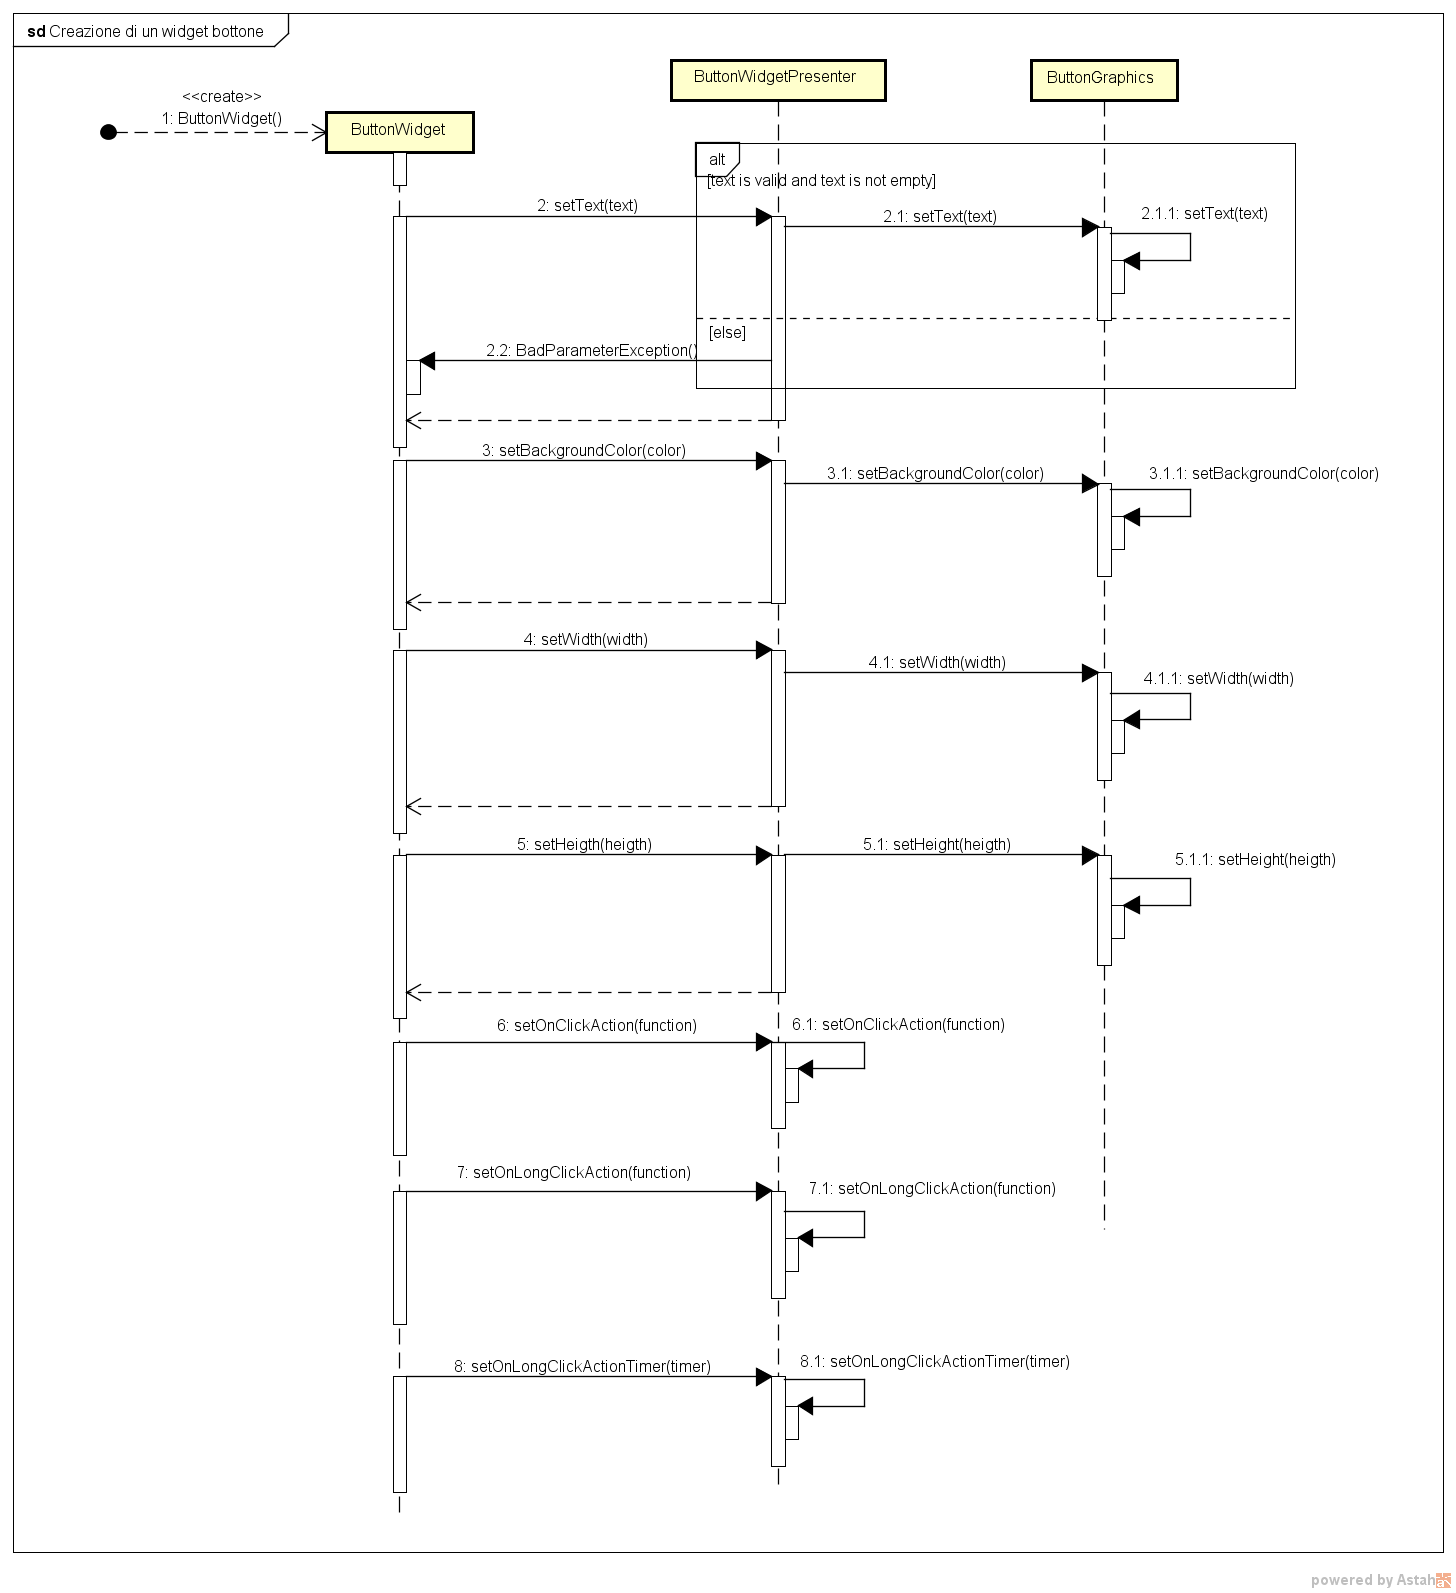 sd Creazione di un widget bottone
ButtonWidgetPresenter
ButtonGraphics
<<create>>
1: ButtonWidget()
ButtonWidget
alt
[text is valid and text is not empty]
2: setText(text)
2.1: setText(text)
2.1.1: setText(text)
[else]
2.2: BadParameterException()
3: setBackgroundColor(color)
3.1: setBackgroundColor(color)
3.1.1: setBackgroundColor(color)
4: setWidth(width)
4.1: setWidth(width)
4.1.1: setWidth(width)
5: setHeigth(heigth)
5.1: setHeight(heigth)
5.1.1: setHeight(heigth)
6: setOnClickAction(function)
6.1: setOnClickAction(function)
7: setOnLongClickAction(function)
7.1: setOnLongClickAction(function)
8: setOnLongClickActionTimer(timer)
8.1: setOnLongClickActionTimer(timer)
powered by Astah